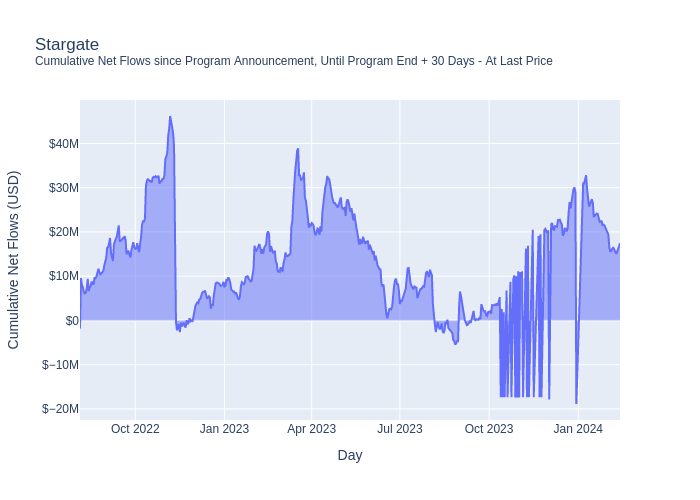 Stargate
Cumulative Net Flows since Program Announcement, Until Program End + 30 Days - At Last Price
Cumulative Net Flows (USD)
$40M
$30M
$20M
$10M
$0
$−10M
$−20M
Oct 2022
Jan 2023
Apr 2023
Jul 2023
Oct 2023
Jan 2024
Day